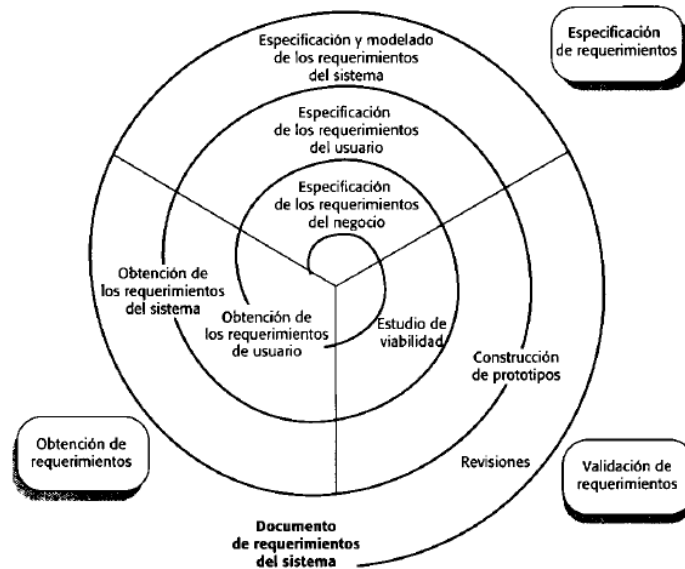 Especificación y modelado
de los requerimientos
del sistema
Especificación
de requerimientos
Especificación
de los requerimientos
del usuario
Especificación
de los requerimientos
del negocio
Obtención de
los requerimientos
del sistema
Obtención de
los requerimientos
de usuario
Estudio de
viabilidad
Construcción
de prototipos
Obtención de
requerimientos
Revisiones
Validación de
requerimientos
Documento
de requerimientos
del sistema